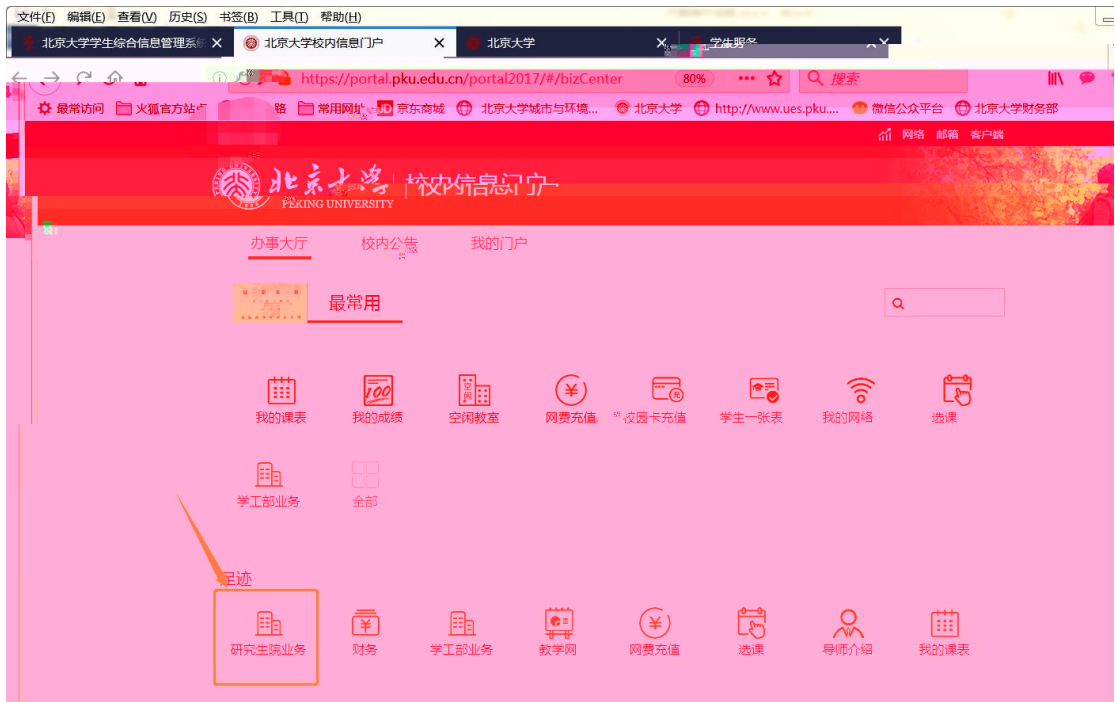 文件(F) 编辑(E) 查看(V) 历史(S) 书签(B) 工具(T) 帮助(H)
北京大学学生综合信息管理系统 北京大学校内信息门户 北京大学 学生服务
https://portal.pku.edu.cn/portal2017/#/bizCenter 80% 搜索
最常访问 火狐官方站点 路 常用网址 JD 京东商城 北京大学城市与环境... 北京大学 http://www.ues.pku.... 微信公众平台 北京大学财务部
网络 邮箱 客户端
北京大学 校内信息门户
PEKING UNIVERSITY
办事大厅 校内公告 我的门户
最常用
我的课表 我的成绩 空闲教室 网费充值 校园卡充值 学生一张表 我的网络 选课
学工部业务 全部
足迹
研究生院业务 财务 学工部业务 教学网 网费充值 选课 导师介绍 我的课表